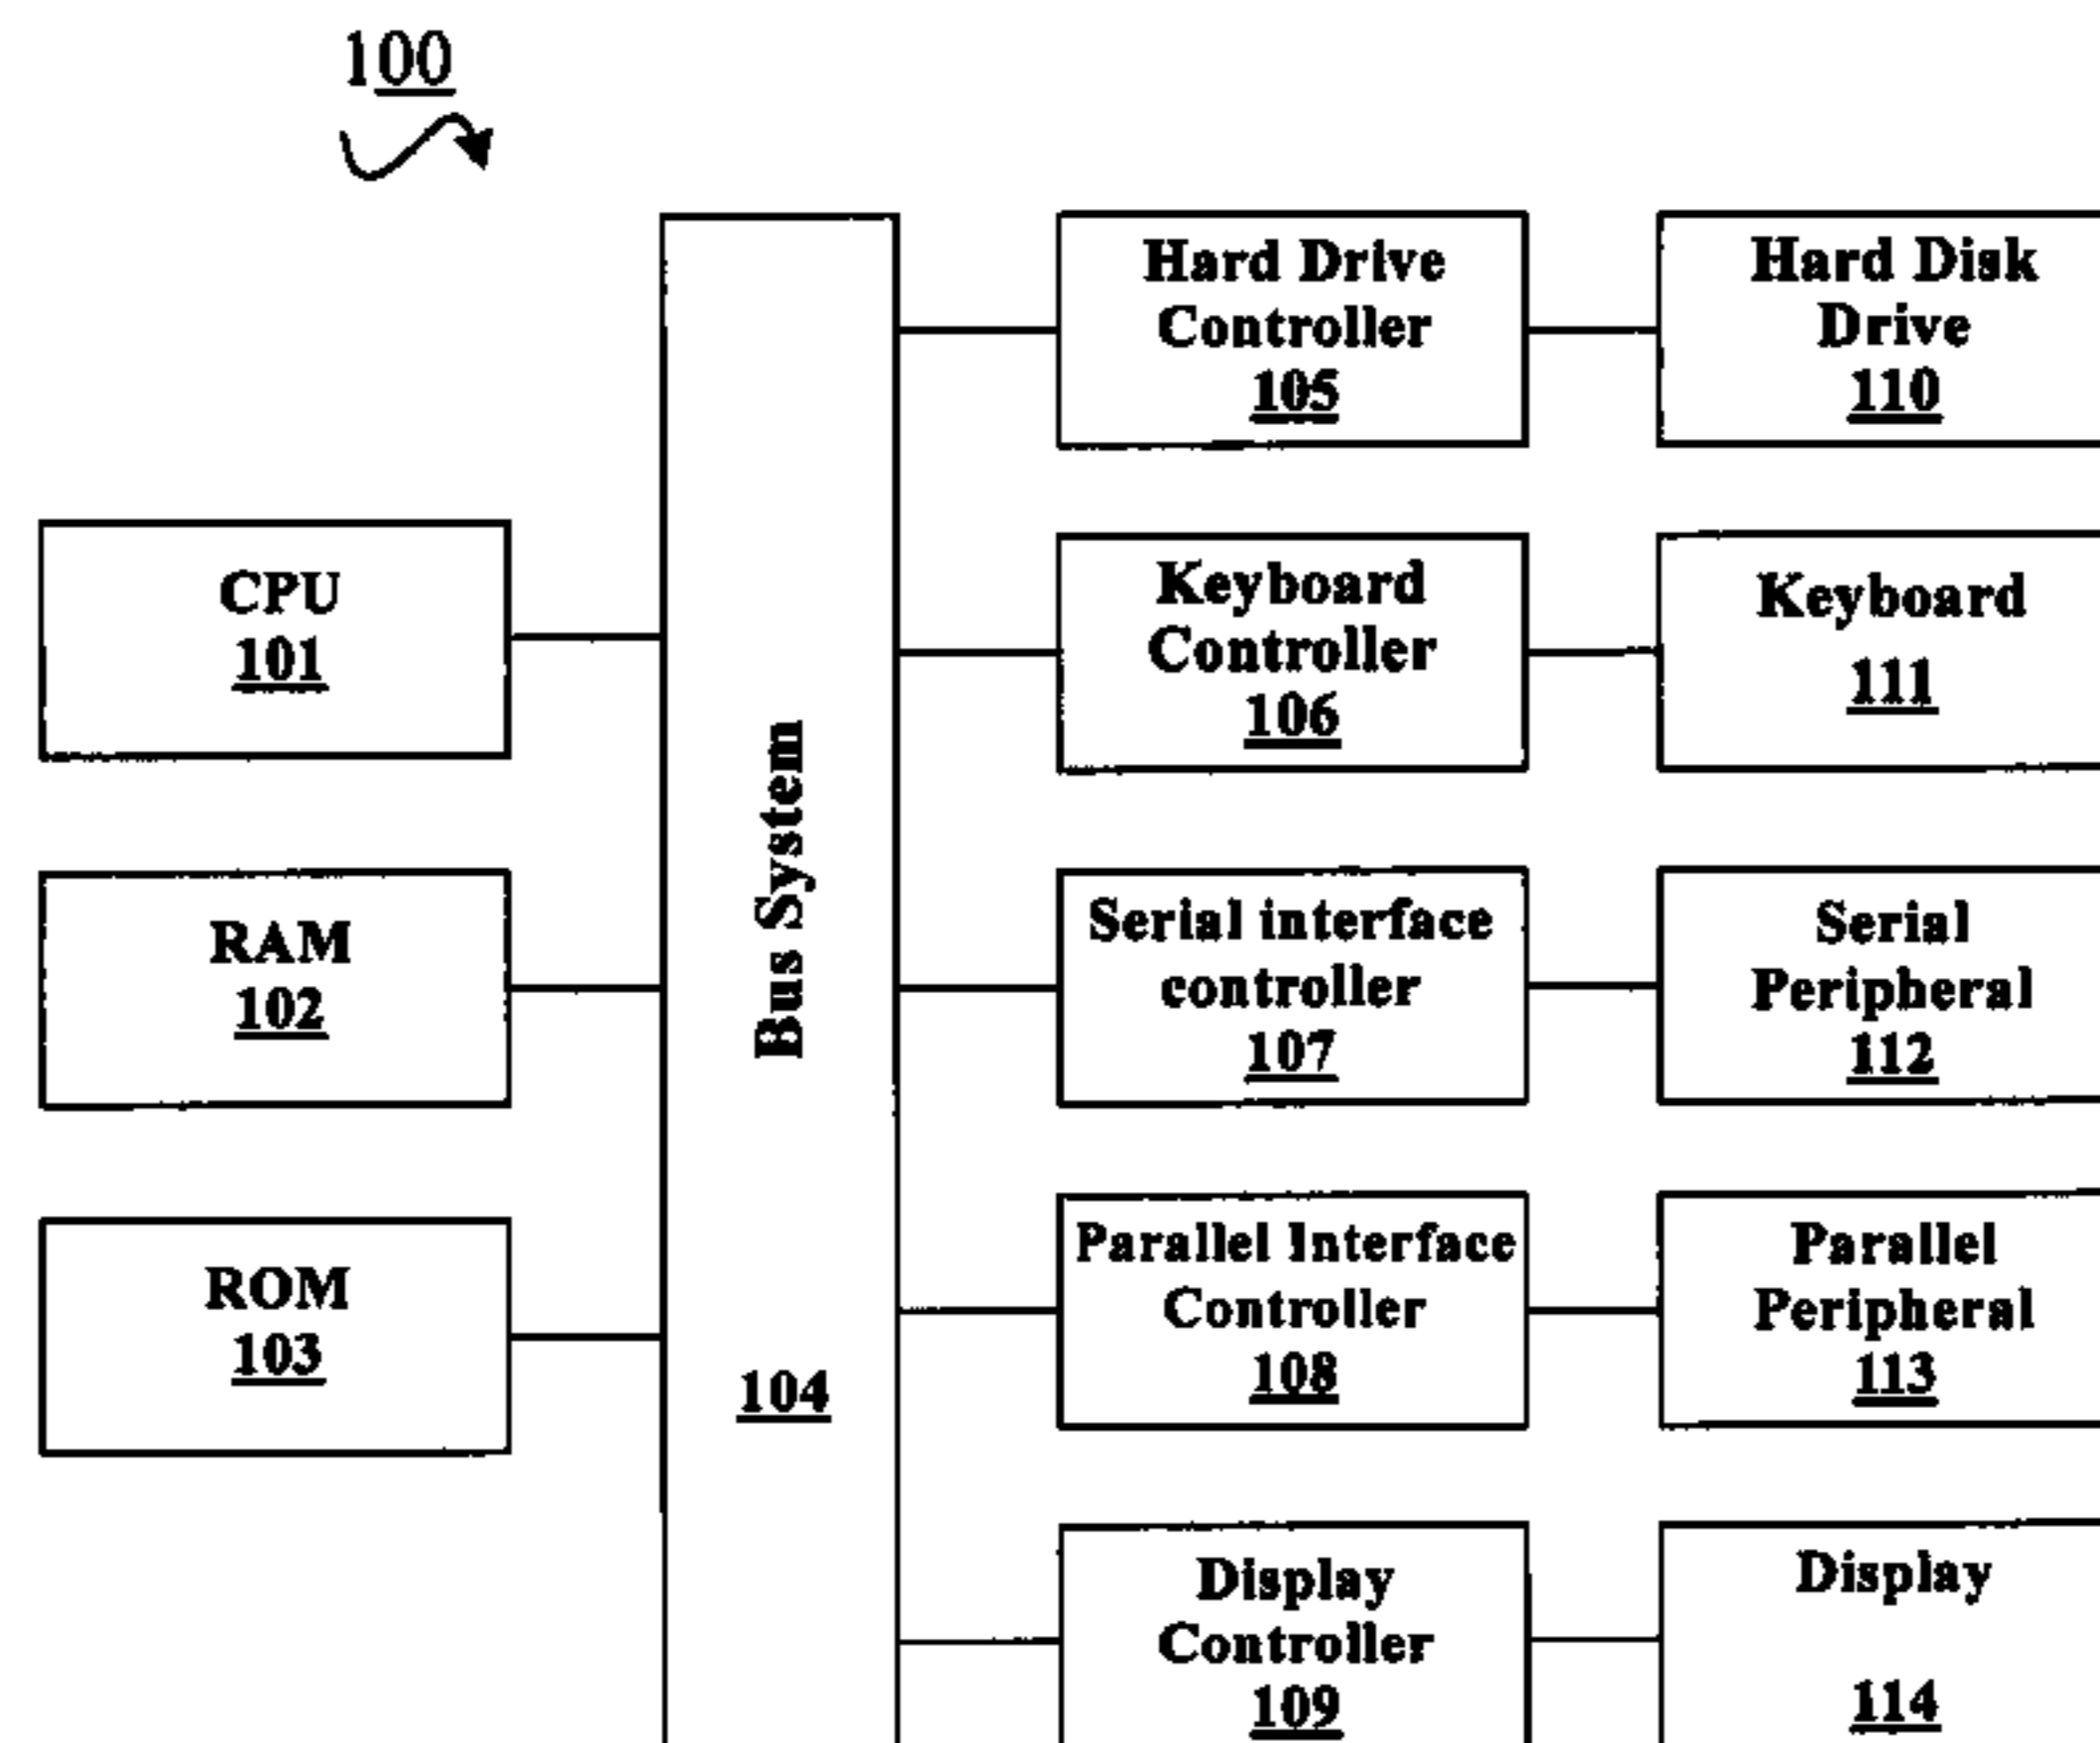 100
Hard Drive
Controller
105
Hard Disk
Drive
110
CPU
101
Keyboard
Controller
106
Keyboard
111
RAM
102
Bus System
104
Serial interface
controller
107
Serial
Peripheral
112
ROM
103
Parallel Interface
Controller
108
Parallel
Peripheral
113
Display
Controller
109
Display
114